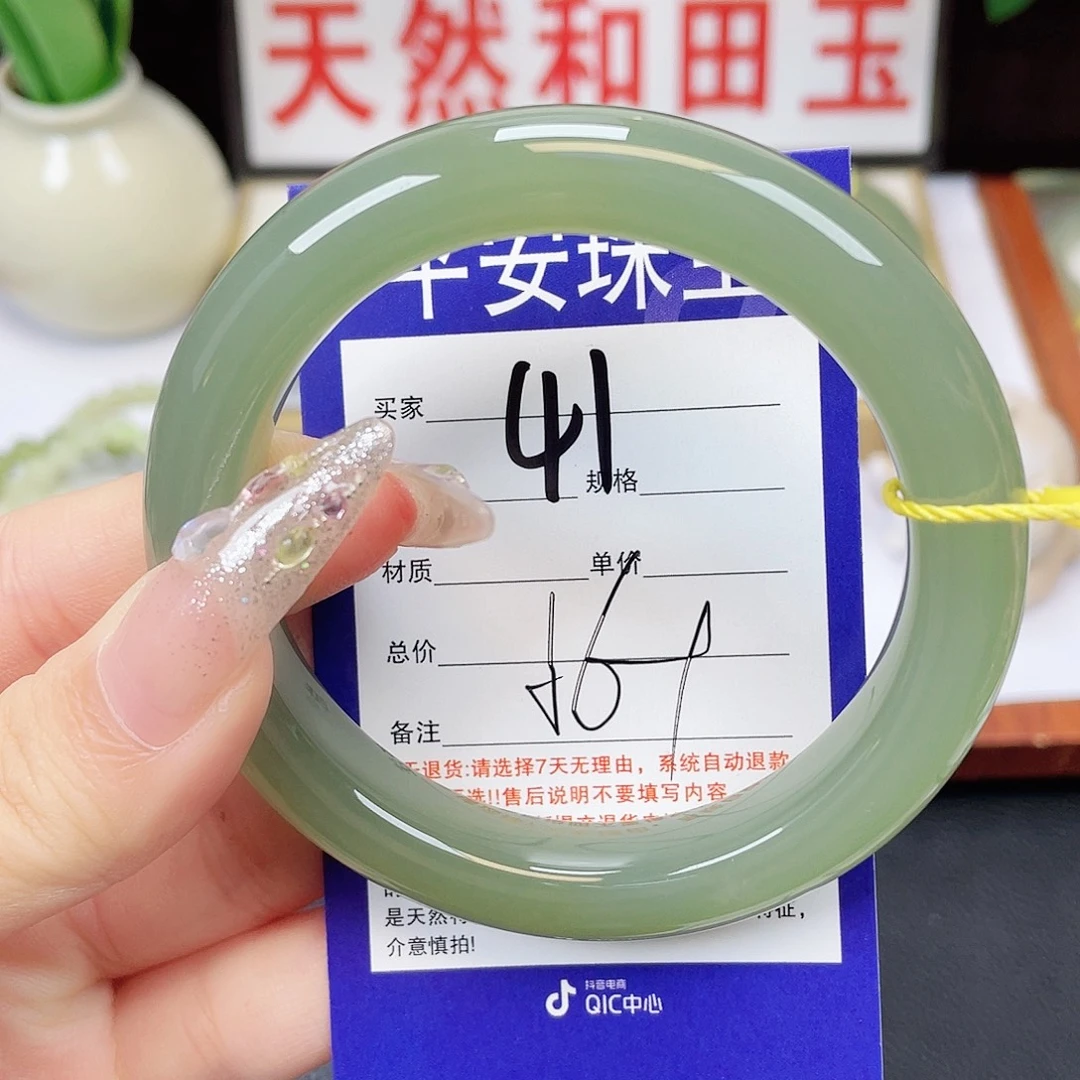 天然和田玉
平安珠宝
41
买家
规格
材质 单价
总价
备注
退货:请选择7天无理由，系统自动退款
选!!售后说明不要填写内容
是天然 特征，
介意慎拍!
抖音电商
QIC中心